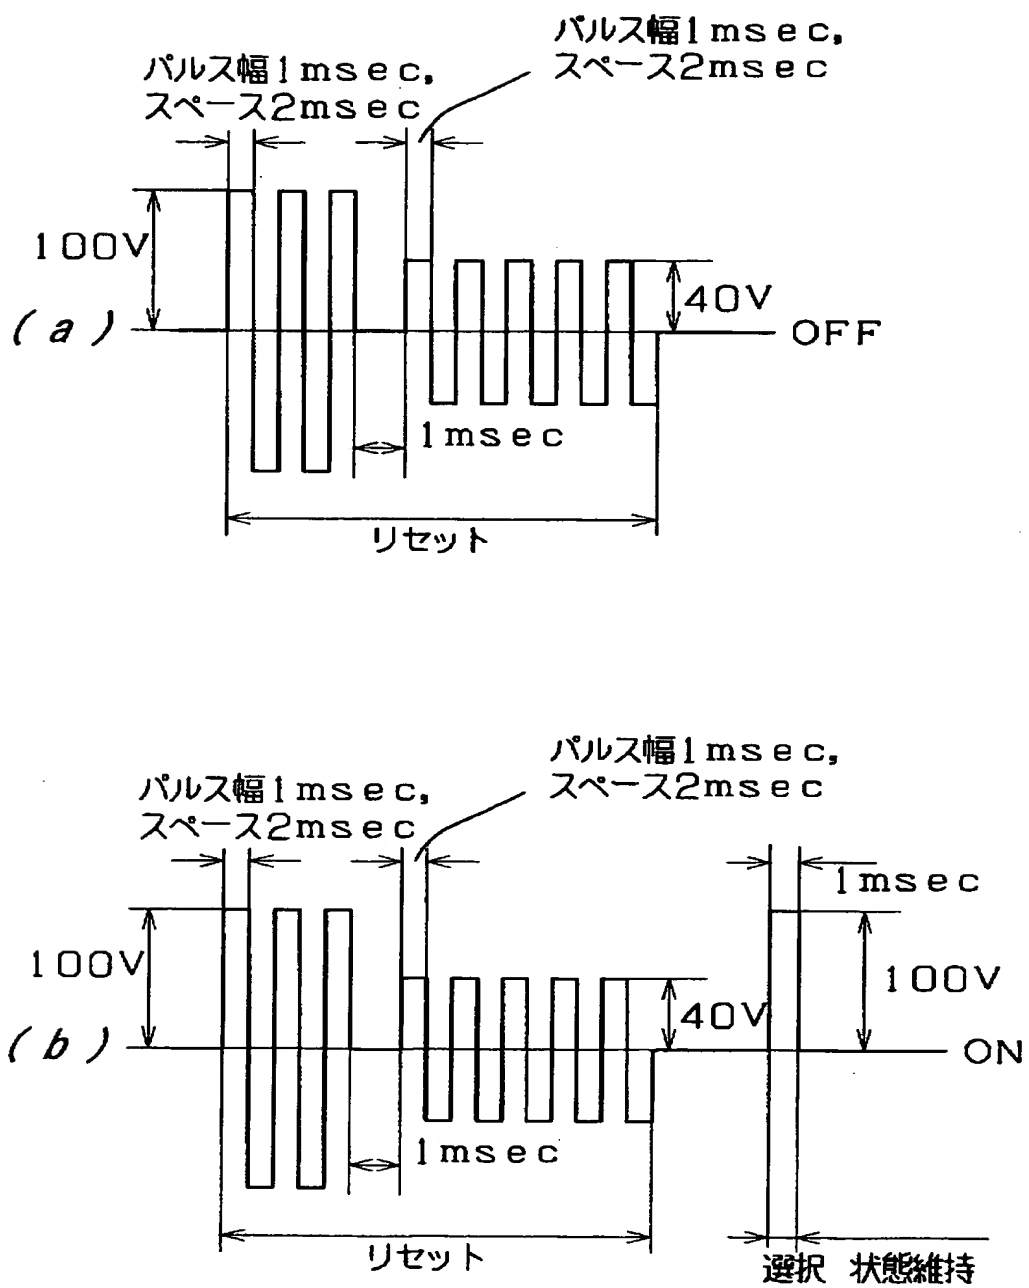 パルス幅1msec,
スペース2msec
パルス幅1msec,
スペース2msec
100V
40V
(a)
OFF
1msec
リセット
パルス幅1msec,
スペース2msec
パルス幅1msec,
スペース2msec
1msec
100V
100V
40V
(b)
ON
1msec
リセット
選択 状態維持